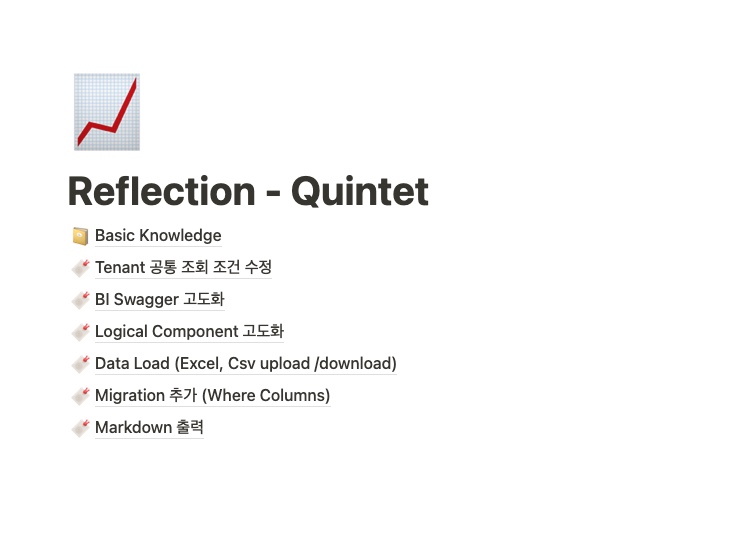 Reflection - Quintet
Basic Knowledge
Tenant 공통 조회 조건 수정
BI Swagger 고도화
Logical Component 고도화
Data Load (Excel, Csv upload /download)
Migration 추가 (Where Columns)
Markdown 출력